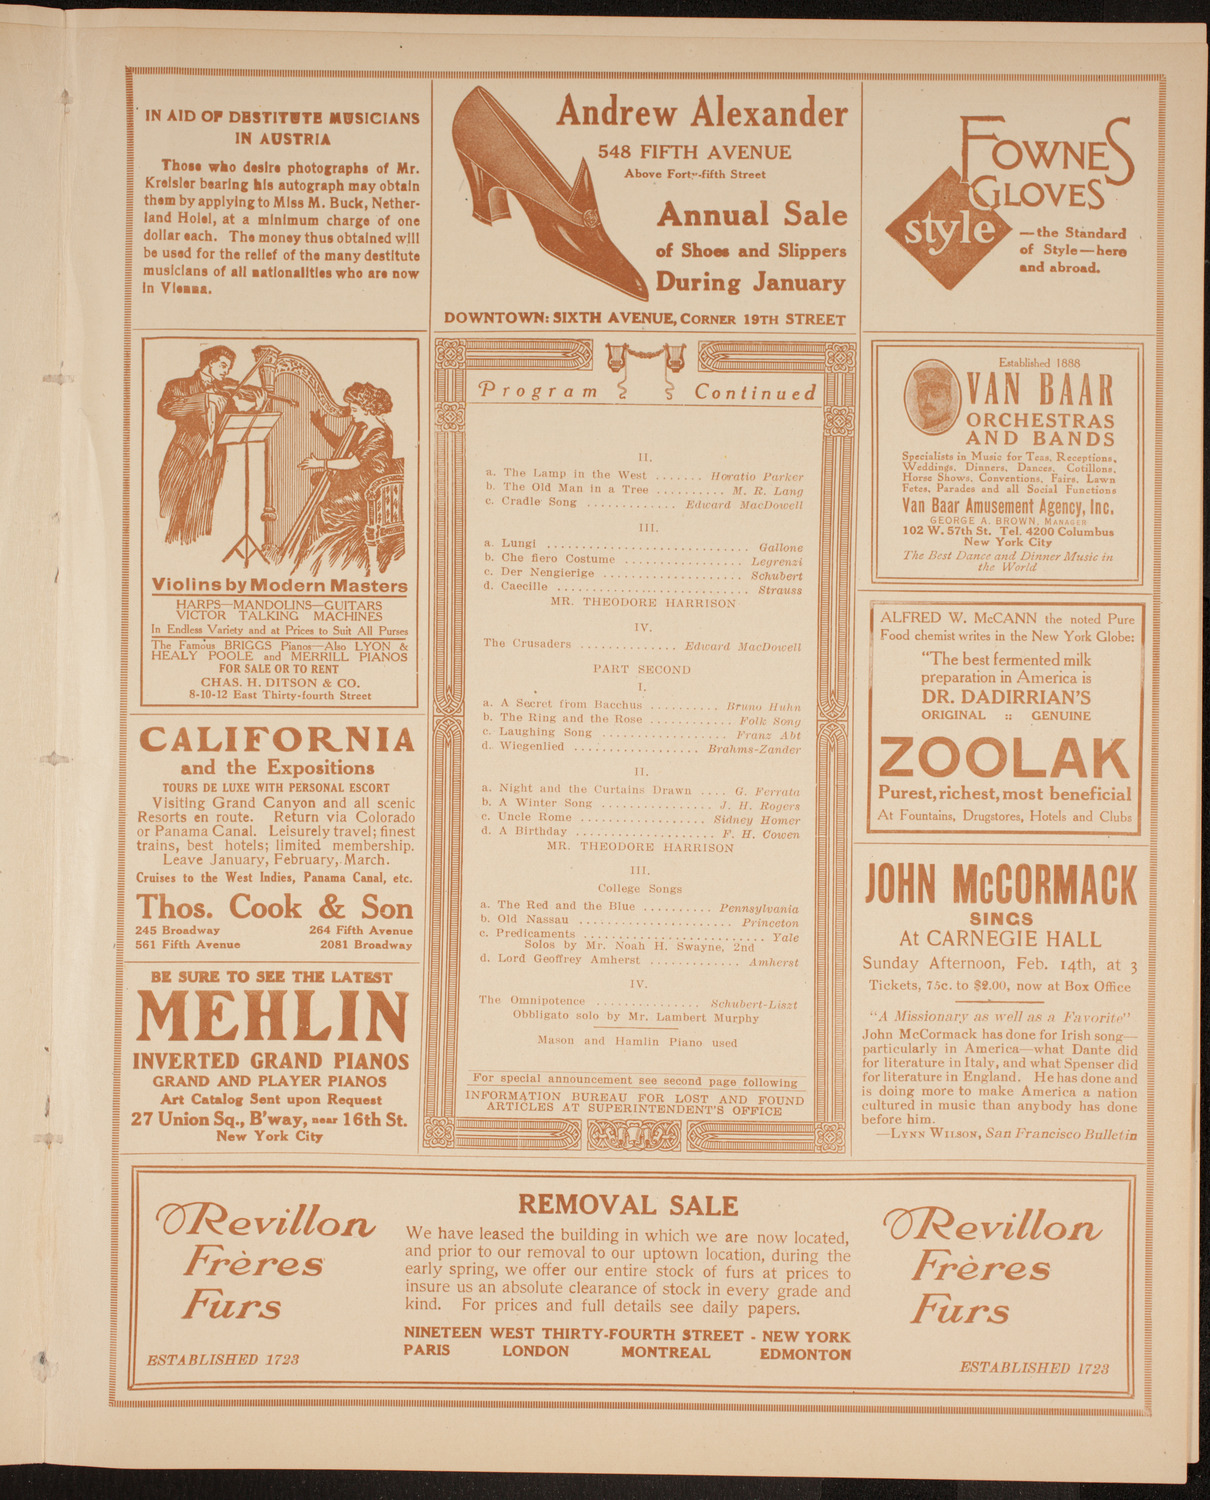 IN AID OF DESTITUTE MUSICIANS
IN AUSTRIA
Those who desire photographs of Mr.
Kreisler bearing his autograph may obtain
them by applying to Miss M. Buck, Nether-
land Hotel, at a minimum charge of one
dollar each. The money thus obtained will
be used for the relief of the many destitute
musicians of all nationalities who are now
in Vienna.
Andrew Alexander
548 FIFTH AVENUE
Above Forty-fifth Street
Annual Sale
of Shoes and Slippers
During January
DOWNTOWN: SIXTH AVENUE, CORNER 19TH STREET
FOWNES
GLOVES
style
—the Standard
of Style—here
and abroad.
Violins by Modern Masters
HARPS—MANDOLINS—GUITARS
VICTOR TALKING MACHINES
In Endless Variety and at Prices to Suit All Purses
The Famous BRIGGS Pianos—Also LYON &
HEALY POOLE and MERRILL PIANOS
FOR SALE OR TO RENT
CHAS. H. DITSON & CO.
8-10-12 East Thirty-fourth Street
CALIFORNIA
and the Expositions
TOURS DE LUXE WITH PERSONAL ESCORT
Visiting Grand Canyon and all scenic
Resorts en route. Return via Colorado
or Panama Canal. Leisurely travel; finest
trains, best hotels; limited membership.
Leave January, February, March.
Cruises to the West Indies, Panama Canal, etc.
Thos. Cook & Son
245 Broadway 264 Fifth Avenue
561 Fifth Avenue 2081 Broadway
BE SURE TO SEE THE LATEST
MEHLIN
INVERTED GRAND PIANOS
GRAND AND PLAYER PIANOS
Art Catalog Sent upon Request
27 Union Sq., B'way, near 16th St.
New York City
Program Continued
II.
a. The Lamp in the West ....... Horatio Parker
b. The Old Man in a Tree .......... M. R. Lang
c. Cradle Song ............. Edward MacDowell
III.
a. Lungi ............................. Gallone
b. Che fiero Costume ................. Legrenzi
c. Der Nengierige .................... Schubert
d. Caecille ........................... Strauss
MR. THEODORE HARRISON
IV.
The Crusaders .............. Edward MacDowell
PART SECOND
I.
a. A Secret from Bacchus .......... Bruno Huhn
b. The Ring and the Rose ............ Folk Song
c. Laughing Song .................. Franz Abt
d. Wiegenlied .................. Brahms-Zander
II.
a. Night and the Curtains Drawn .... G. Ferrata
b. A Winter Song ................ J. H. Rogers
c. Uncle Rome .................. Sidney Homer
d. A Birthday .................... F. H. Cowen
MR. THEODORE HARRISON
III.
College Songs
a. The Red and the Blue .......... Pennsylvania
b. Old Nassau ...................... Princeton
c. Predicaments .......................... Yale
Solos by Mr. Noah H. Swayne, 2nd
d. Lord Geoffrey Amherst ............. Amherst
IV.
The Omnipotence ............... Schubert-Liszt
Obbligato solo by Mr. Lambert Murphy
Mason and Hamlin Piano used
For special announcement see second page following
INFORMATION BUREAU FOR LOST AND FOUND
ARTICLES AT SUPERINTENDENT'S OFFICE
Established 1888
VAN BAAR
ORCHESTRAS
AND BANDS
Specialists in Music for Teas, Receptions,
Weddings, Dinners, Dances, Cotillons,
Horse Shows, Conventions, Fairs, Lawn
Fetes, Parades and all Social Functions
Van Baar Amusement Agency, Inc.
GEORGE A. BROWN, MANAGER
102 W. 57th St. Tel. 4200 Columbus
New York City
The Best Dance and Dinner Music in
the World
ALFRED W. McCANN the noted Pure
Food chemist writes in the New York Globe:
"The best fermented milk
preparation in America is
DR. DADIRRIAN'S
ORIGINAL :: GENUINE
ZOOLAK
Purest, richest, most beneficial
At Fountains, Drugstores, Hotels and Clubs
JOHN McCORMACK
SINGS
At CARNEGIE HALL
Sunday Afternoon, Feb. 14th, at 3
Tickets, 75c. to $2.00, now at Box Office
"A Missionary as well as a Favorite"
John McCormack has done for Irish song—
particularly in America—what Dante did
for literature in Italy, and what Spenser did
for literature in England. He has done and
is doing more to make America a nation
cultured in music than anybody has done
before him.
—LYNN WILSON, San Francisco Bulletin
Revillon
Frères
Furs
ESTABLISHED 1723
REMOVAL SALE
We have leased the building in which we are now located,
and prior to our removal to our uptown location, during the
early spring, we offer our entire stock of furs at prices to
insure us an absolute clearance of stock in every grade and
kind. For prices and full details see daily papers.
NINETEEN WEST THIRTY-FOURTH STREET - NEW YORK
PARIS LONDON MONTREAL EDMONTON
Revillon
Frères
Furs
ESTABLISHED 1723